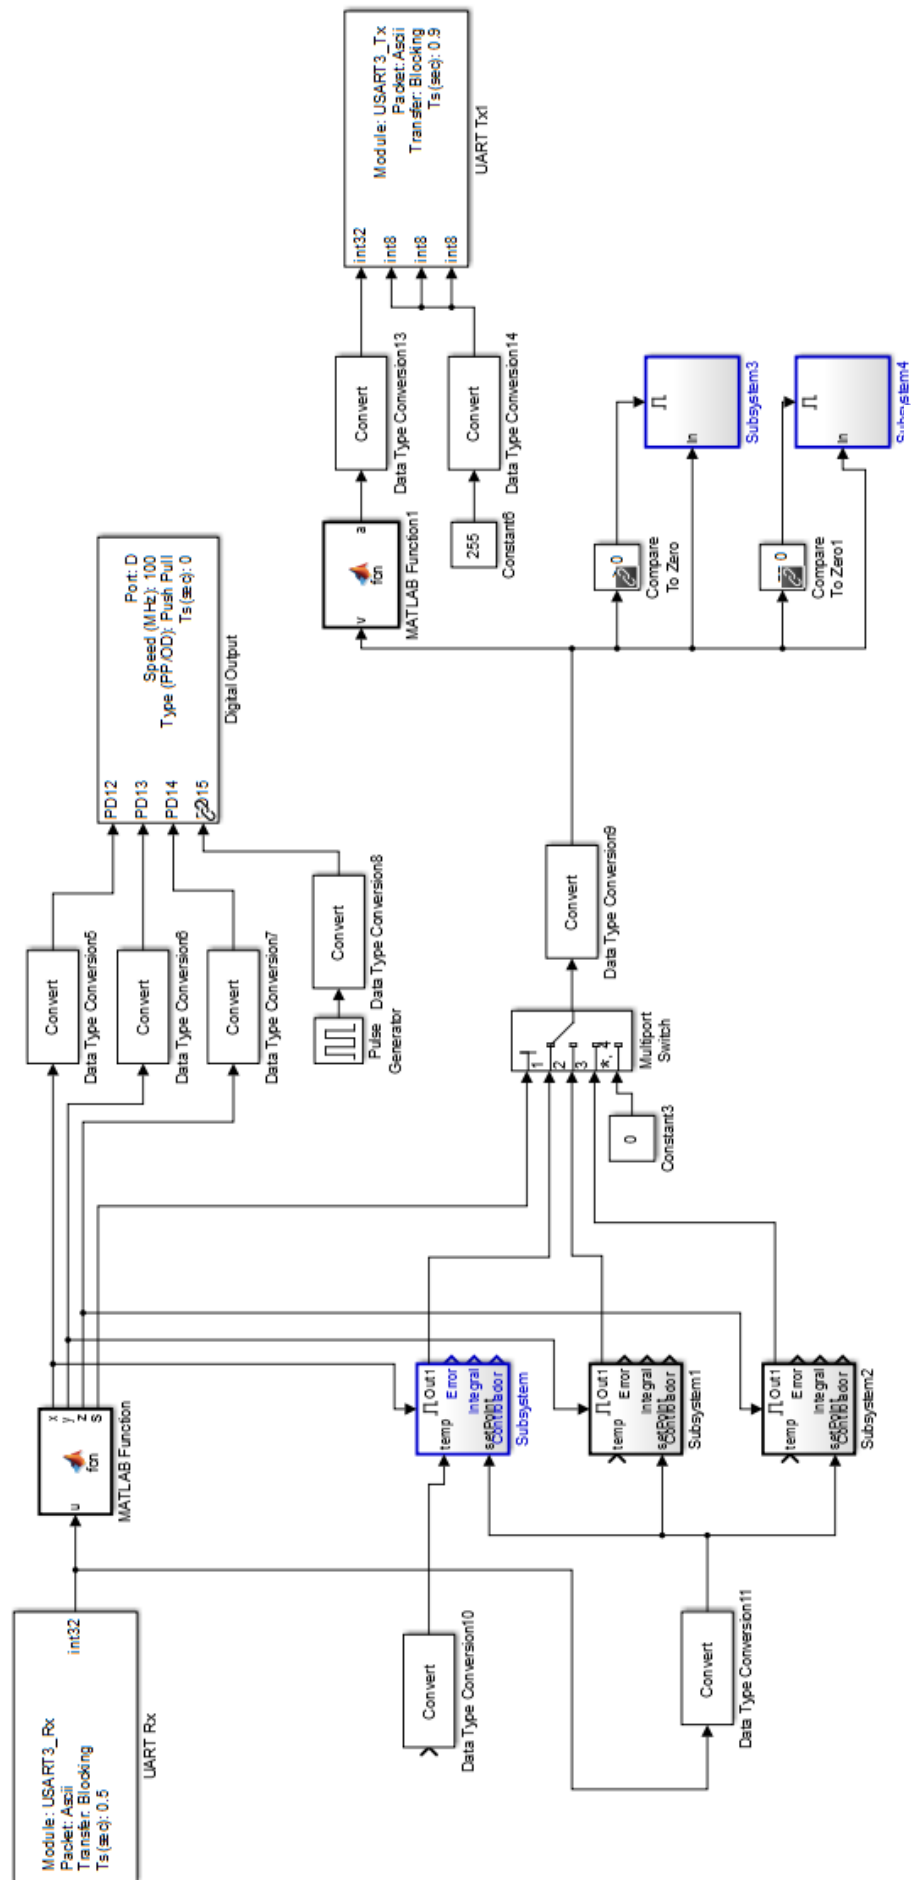 Module: USART3_Rx
Packet: Ascii
Transfer: Blocking
Ts (sec): 0.5
int32
UART Rx
u
fcn
x
y
z
S
MATLAB Function
Convert
Data Type Conversion5
Convert
Data Type Conversion6
Convert
Data Type Conversion7
Pulse
Generator
Convert
Data Type Conversion8
PD12
PD13
PD14
Port: D
Speed (MHz): 100
Type (PP/OD): Push Pull
Ts (sec): 0
Digital Output
Convert
Data Type Conversion10
Convert
Data Type Conversion11
temp
setPoint
Out1
Error
Integral
Controlador
Subsystem
temp
setPoint
Out1
Error
Integral
Controlador
Subsystem1
temp
setPoint
Out1
Error
Integral
Controlador
Subsystem2
1
2
3
*, 4
Multiport
Switch
0
Constant3
Convert
Data Type Conversion9
v
fcn
a
MATLAB Function1
Convert
Data Type Conversion13
255
Constant6
Convert
Data Type Conversion14
int32
int8
int8
int8
Module: USART3_Tx
Packet: Ascii
Transfer: Blocking
Ts (sec): 0.9
UART Tx1
0
Compare
To Zero
In
Subsystem3
0
Compare
To Zero1
In
Subsystem4